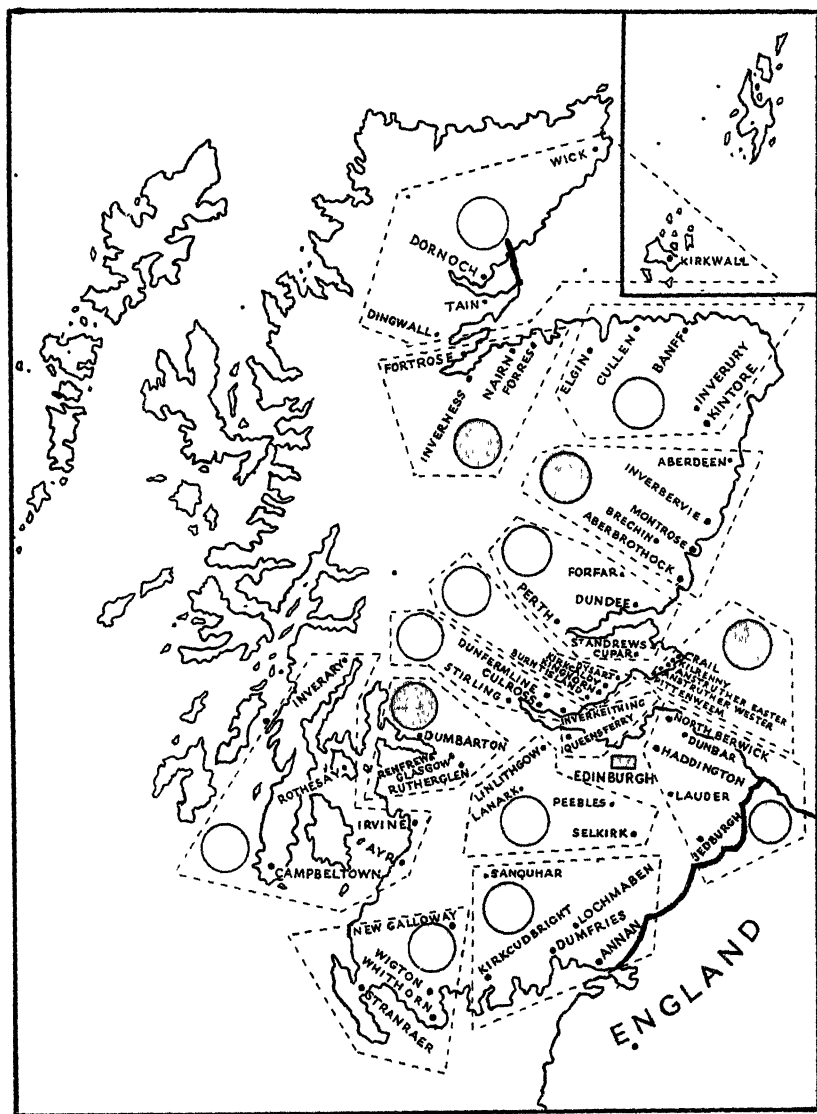 WICK
KIRKWALL
DORNOCH
TAIN
DINGWALL
FORTROSE
INVERNESS
NAIRN
FORRES
ELGIN
CULLEN
BANFF
INVERURY
KINTORE
ABERDEEN
INVERBERVIE
MONTROSE
BRECHIN
ABERBROTHOCK
FORFAR
DUNDEE
PERTH
ST ANDREWS
CUPAR
CRAIL
ANSTRUTHER EASTER
ANSTRUTHER WESTER
PITTENWEEM
KINGHORN
DUNFERMLINE
CULROSS
STIRLING
INVERKEITHING
QUEENSFERRY
INVERARY
DUMBARTON
RENFREW
GLASGOW
RUTHERGLEN
ROTHESAY
IRVINE
AYR
CAMPBELTOWN
LINLITHGOW
LANARK
EDINBURGH
PEEBLES
SELKIRK
NORTH BERWICK
DUNBAR
HADDINGTON
LAUDER
JEDBURGH
SANQUHAR
KIRKCUDBRIGHT
LOCHMABEN
DUMFRIES
ANNAN
NEW GALLOWAY
WIGTON
WHITHORN
STRANRAER
ENGLAND